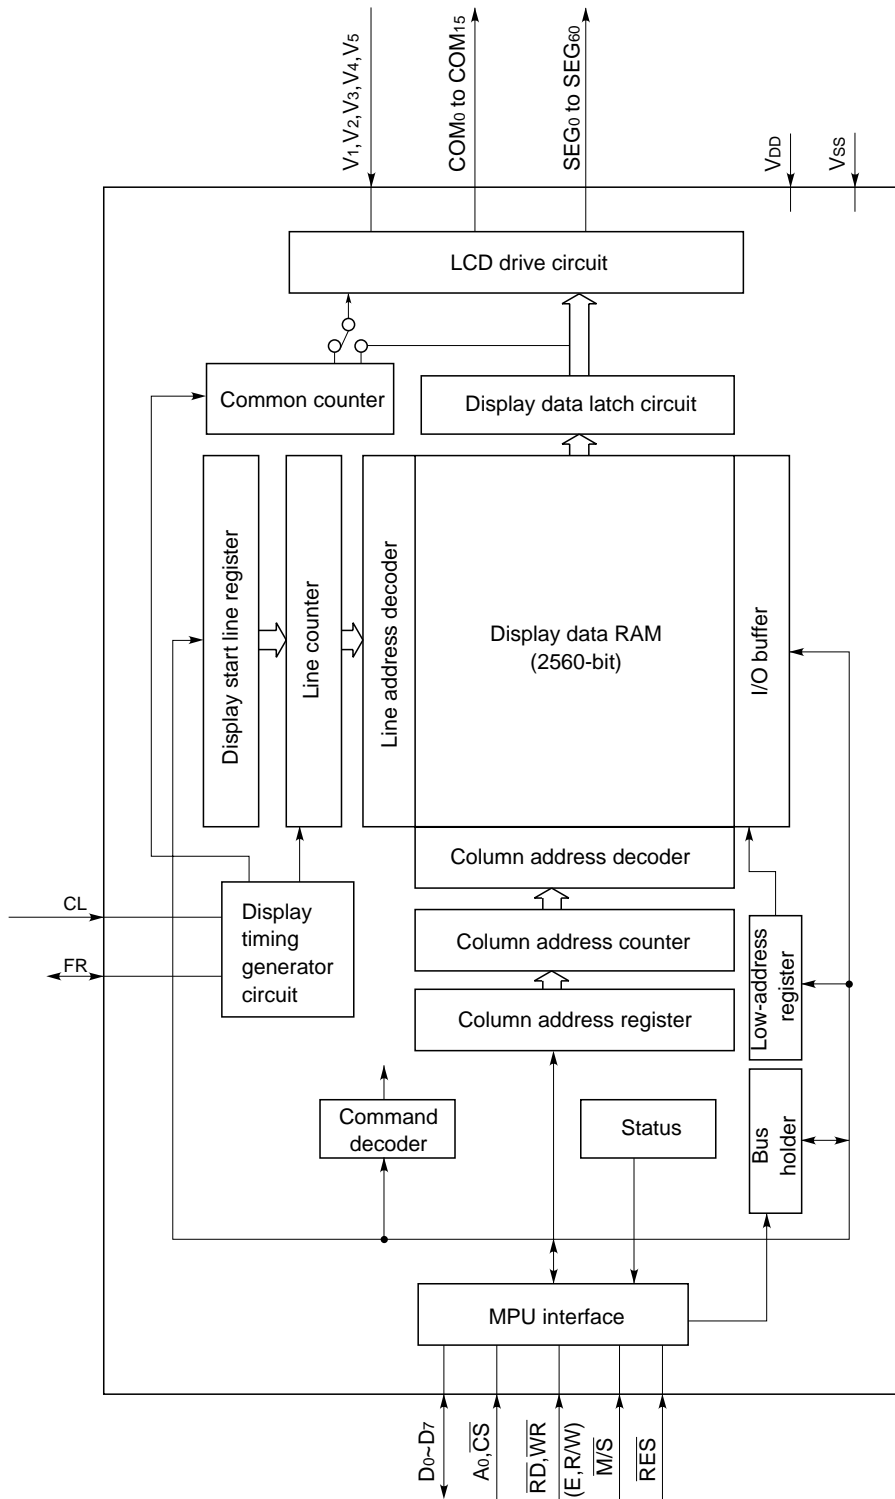 V1,V2,V3,V4,V5
COM0 to COM15
SEG0 to SEG60
VDD
VSS
LCD drive circuit
Common counter
Display data latch circuit
Display start line register
Line counter
Line address decoder
Display data RAM
(2560-bit)
I/O buffer
Column address decoder
CL
FR
Display
timing
generator
circuit
Column address counter
Column address register
Low-address
register
Command
decoder
Status
Bus
holder
MPU interface
D0~D7
A0,CS
RD,WR
(E,R/W)
M/S
RES